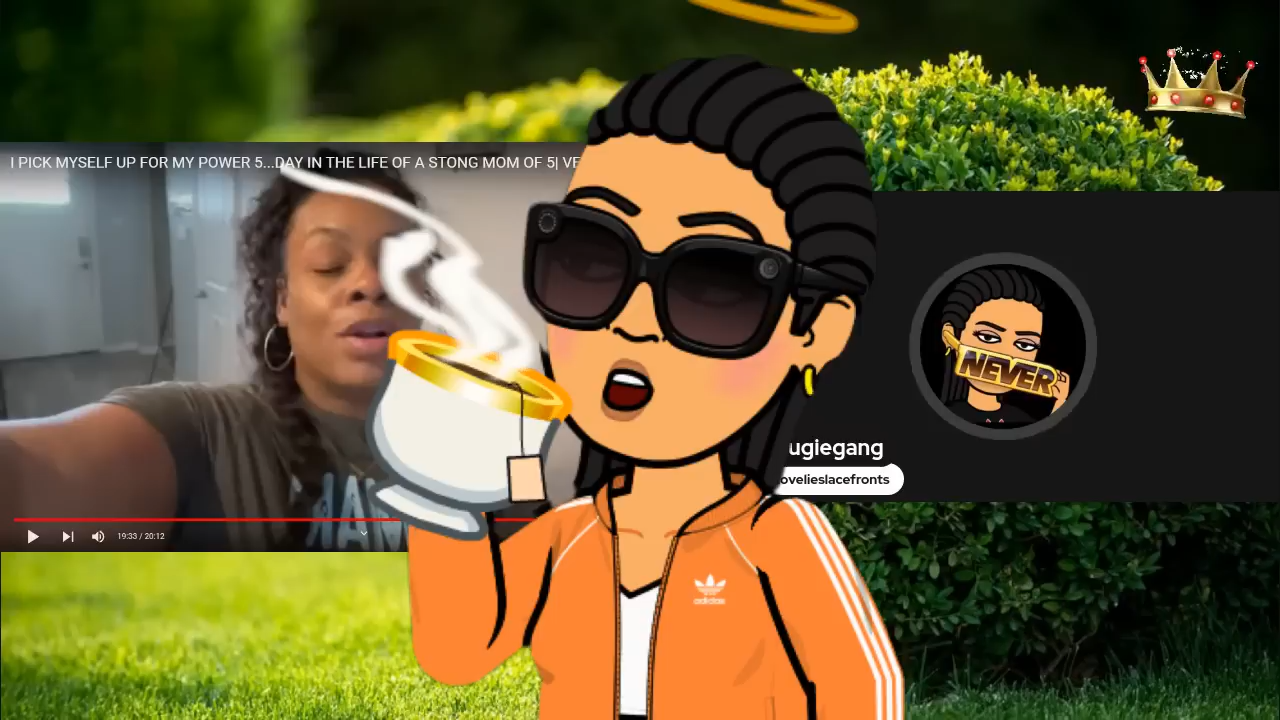 I PICK MYSELF UP FOR MY POWER 5...DAY IN THE LIFE OF A STONG MOM OF 5| VE
NEVER
ugiegang
ovelieslacefronts
19:33 / 20:12
adidas